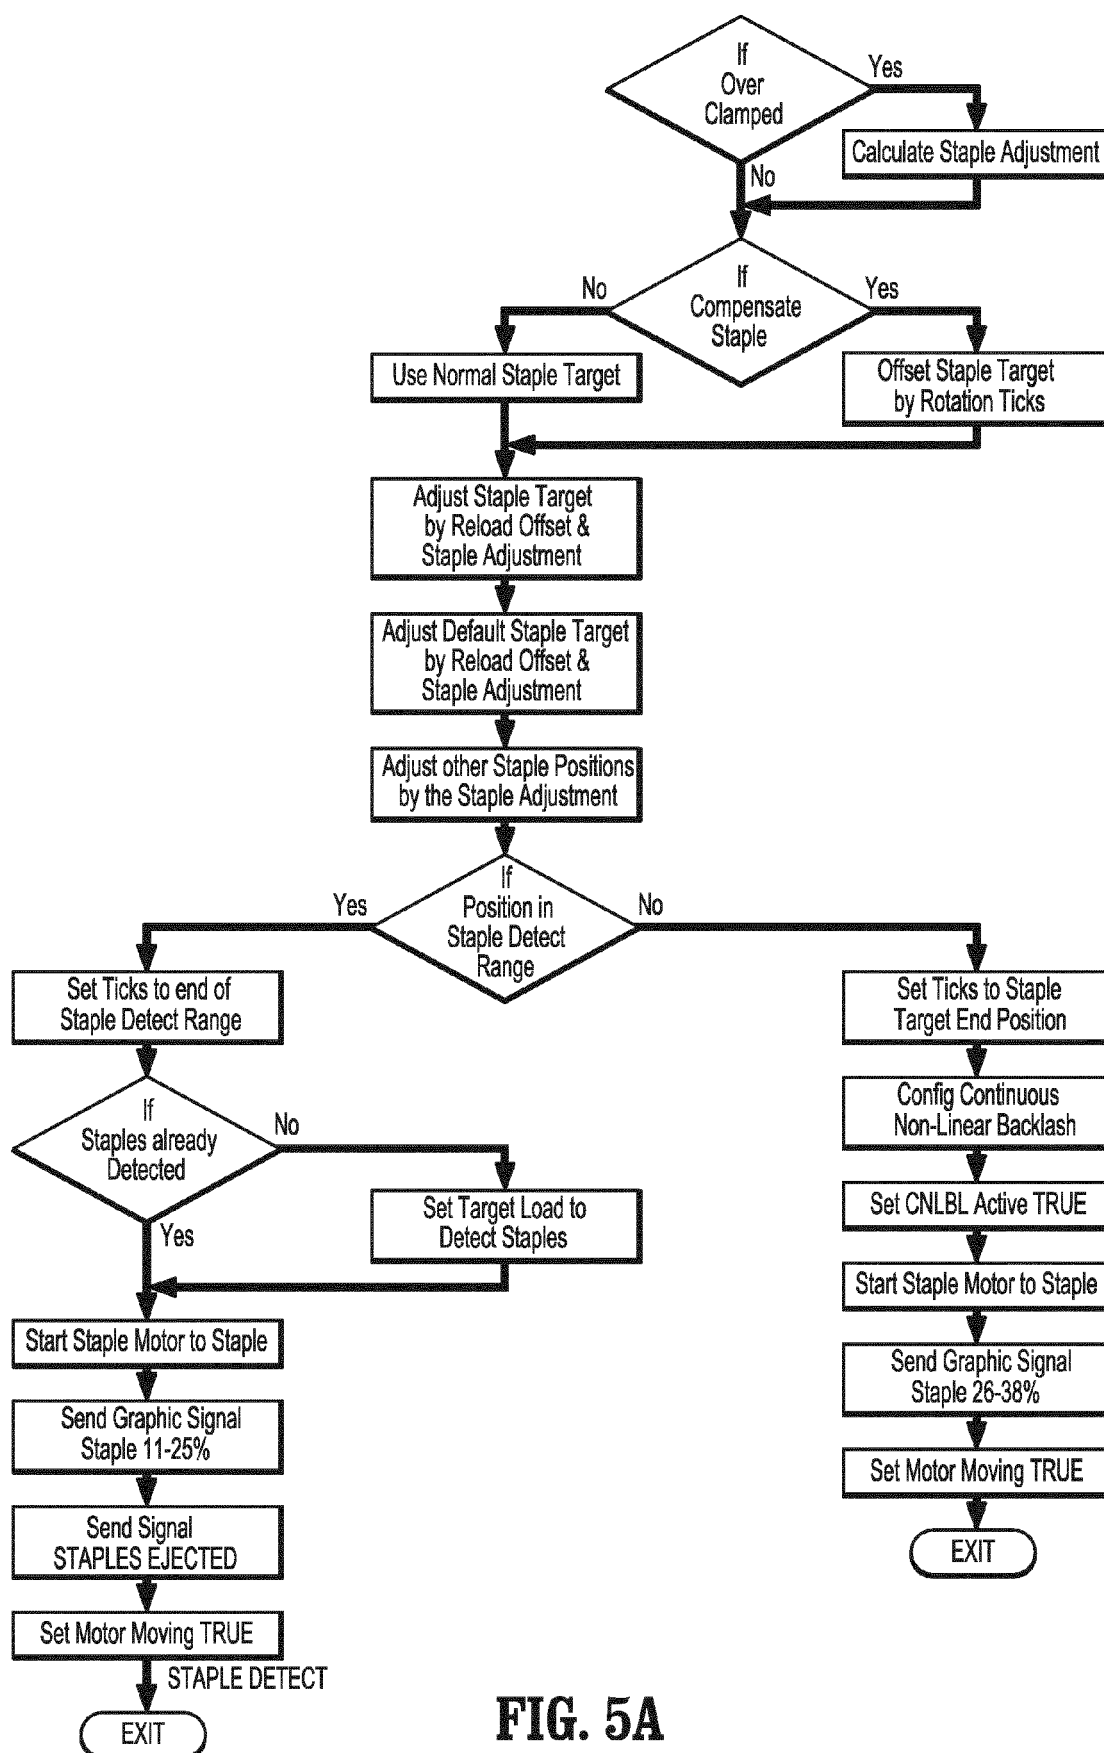 If
Over
Clamped
Yes
Calculate Staple Adjustment
No
If
Compensate
Staple
No
Yes
Use Normal Staple Target
Offset Staple Target
by Rotation Ticks
Adjust Staple Target
by Reload Offset &
Staple Adjustment
Adjust Default Staple Target
by Reload Offset &
Staple Adjustment
Adjust other Staple Positions
by the Staple Adjustment
If
Position in
Staple Detect
Range
Yes
No
Set Ticks to end of
Staple Detect Range
If
Staples already
Detected
No
Set Target Load to
Detect Staples
Yes
Start Staple Motor to Staple
Send Graphic Signal
Staple 11-25%
Send Signal
STAPLES EJECTED
Set Motor Moving TRUE
STAPLE DETECT
EXIT
Set Ticks to Staple
Target End Position
Config Continuous
Non-Linear Backlash
Set CNLBL Active TRUE
Start Staple Motor to Staple
Send Graphic Signal
Staple 26-38%
Set Motor Moving TRUE
EXIT
FIG. 5A